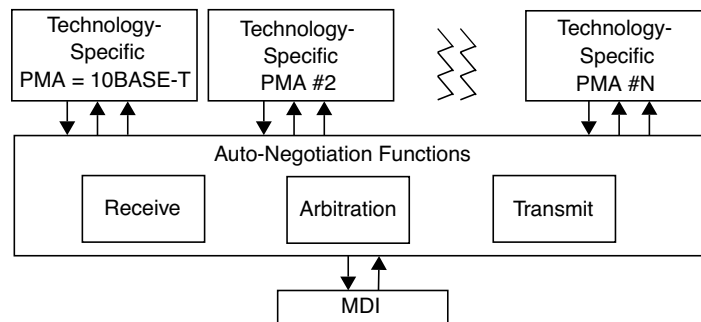 Technology-
Specific
PMA = 10BASE-T
Technology-
Specific
PMA #2
Technology-
Specific
PMA #N
Auto-Negotiation Functions
Receive
Arbitration
Transmit
MDI